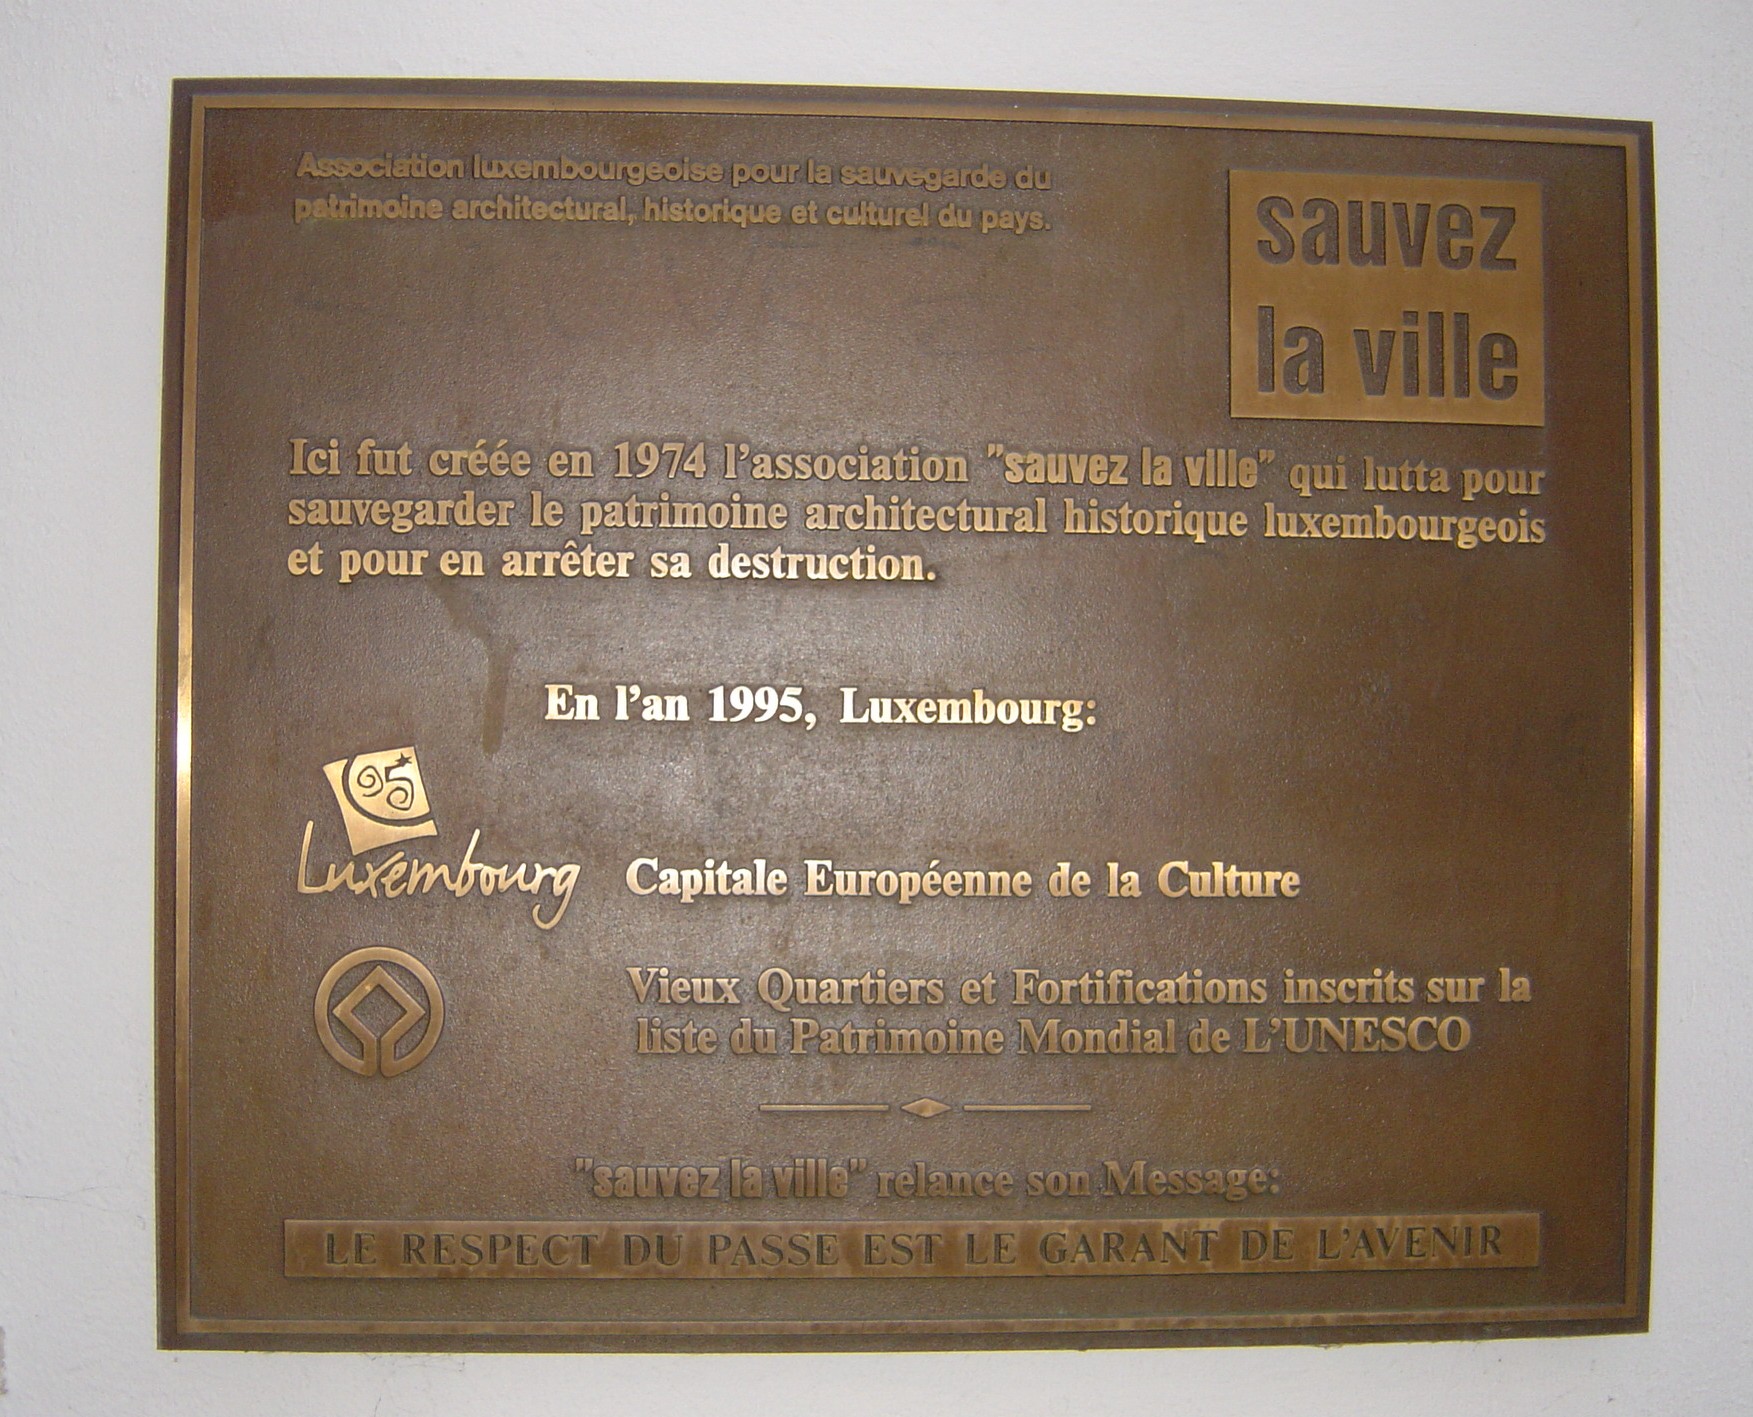 Association luxembourgeoise pour la sauvegarde du
patrimoine architectural, historique et culturel du pays.
sauvez
la ville
Ici fut créée en 1974 l'association "sauvez la ville" qui lutta pour
sauvegarder le patrimoine architectural historique luxembourgeois
et pour en arrêter sa destruction.
En l'an 1995, Luxembourg:
95
Luxembourg
Capitale Européenne de la Culture
Vieux Quartiers et Fortifications inscrits sur la
liste du Patrimoine Mondial de L'UNESCO
"sauvez la ville" relance son Message:
LE RESPECT DU PASSE EST LE GARANT DE L'AVENIR